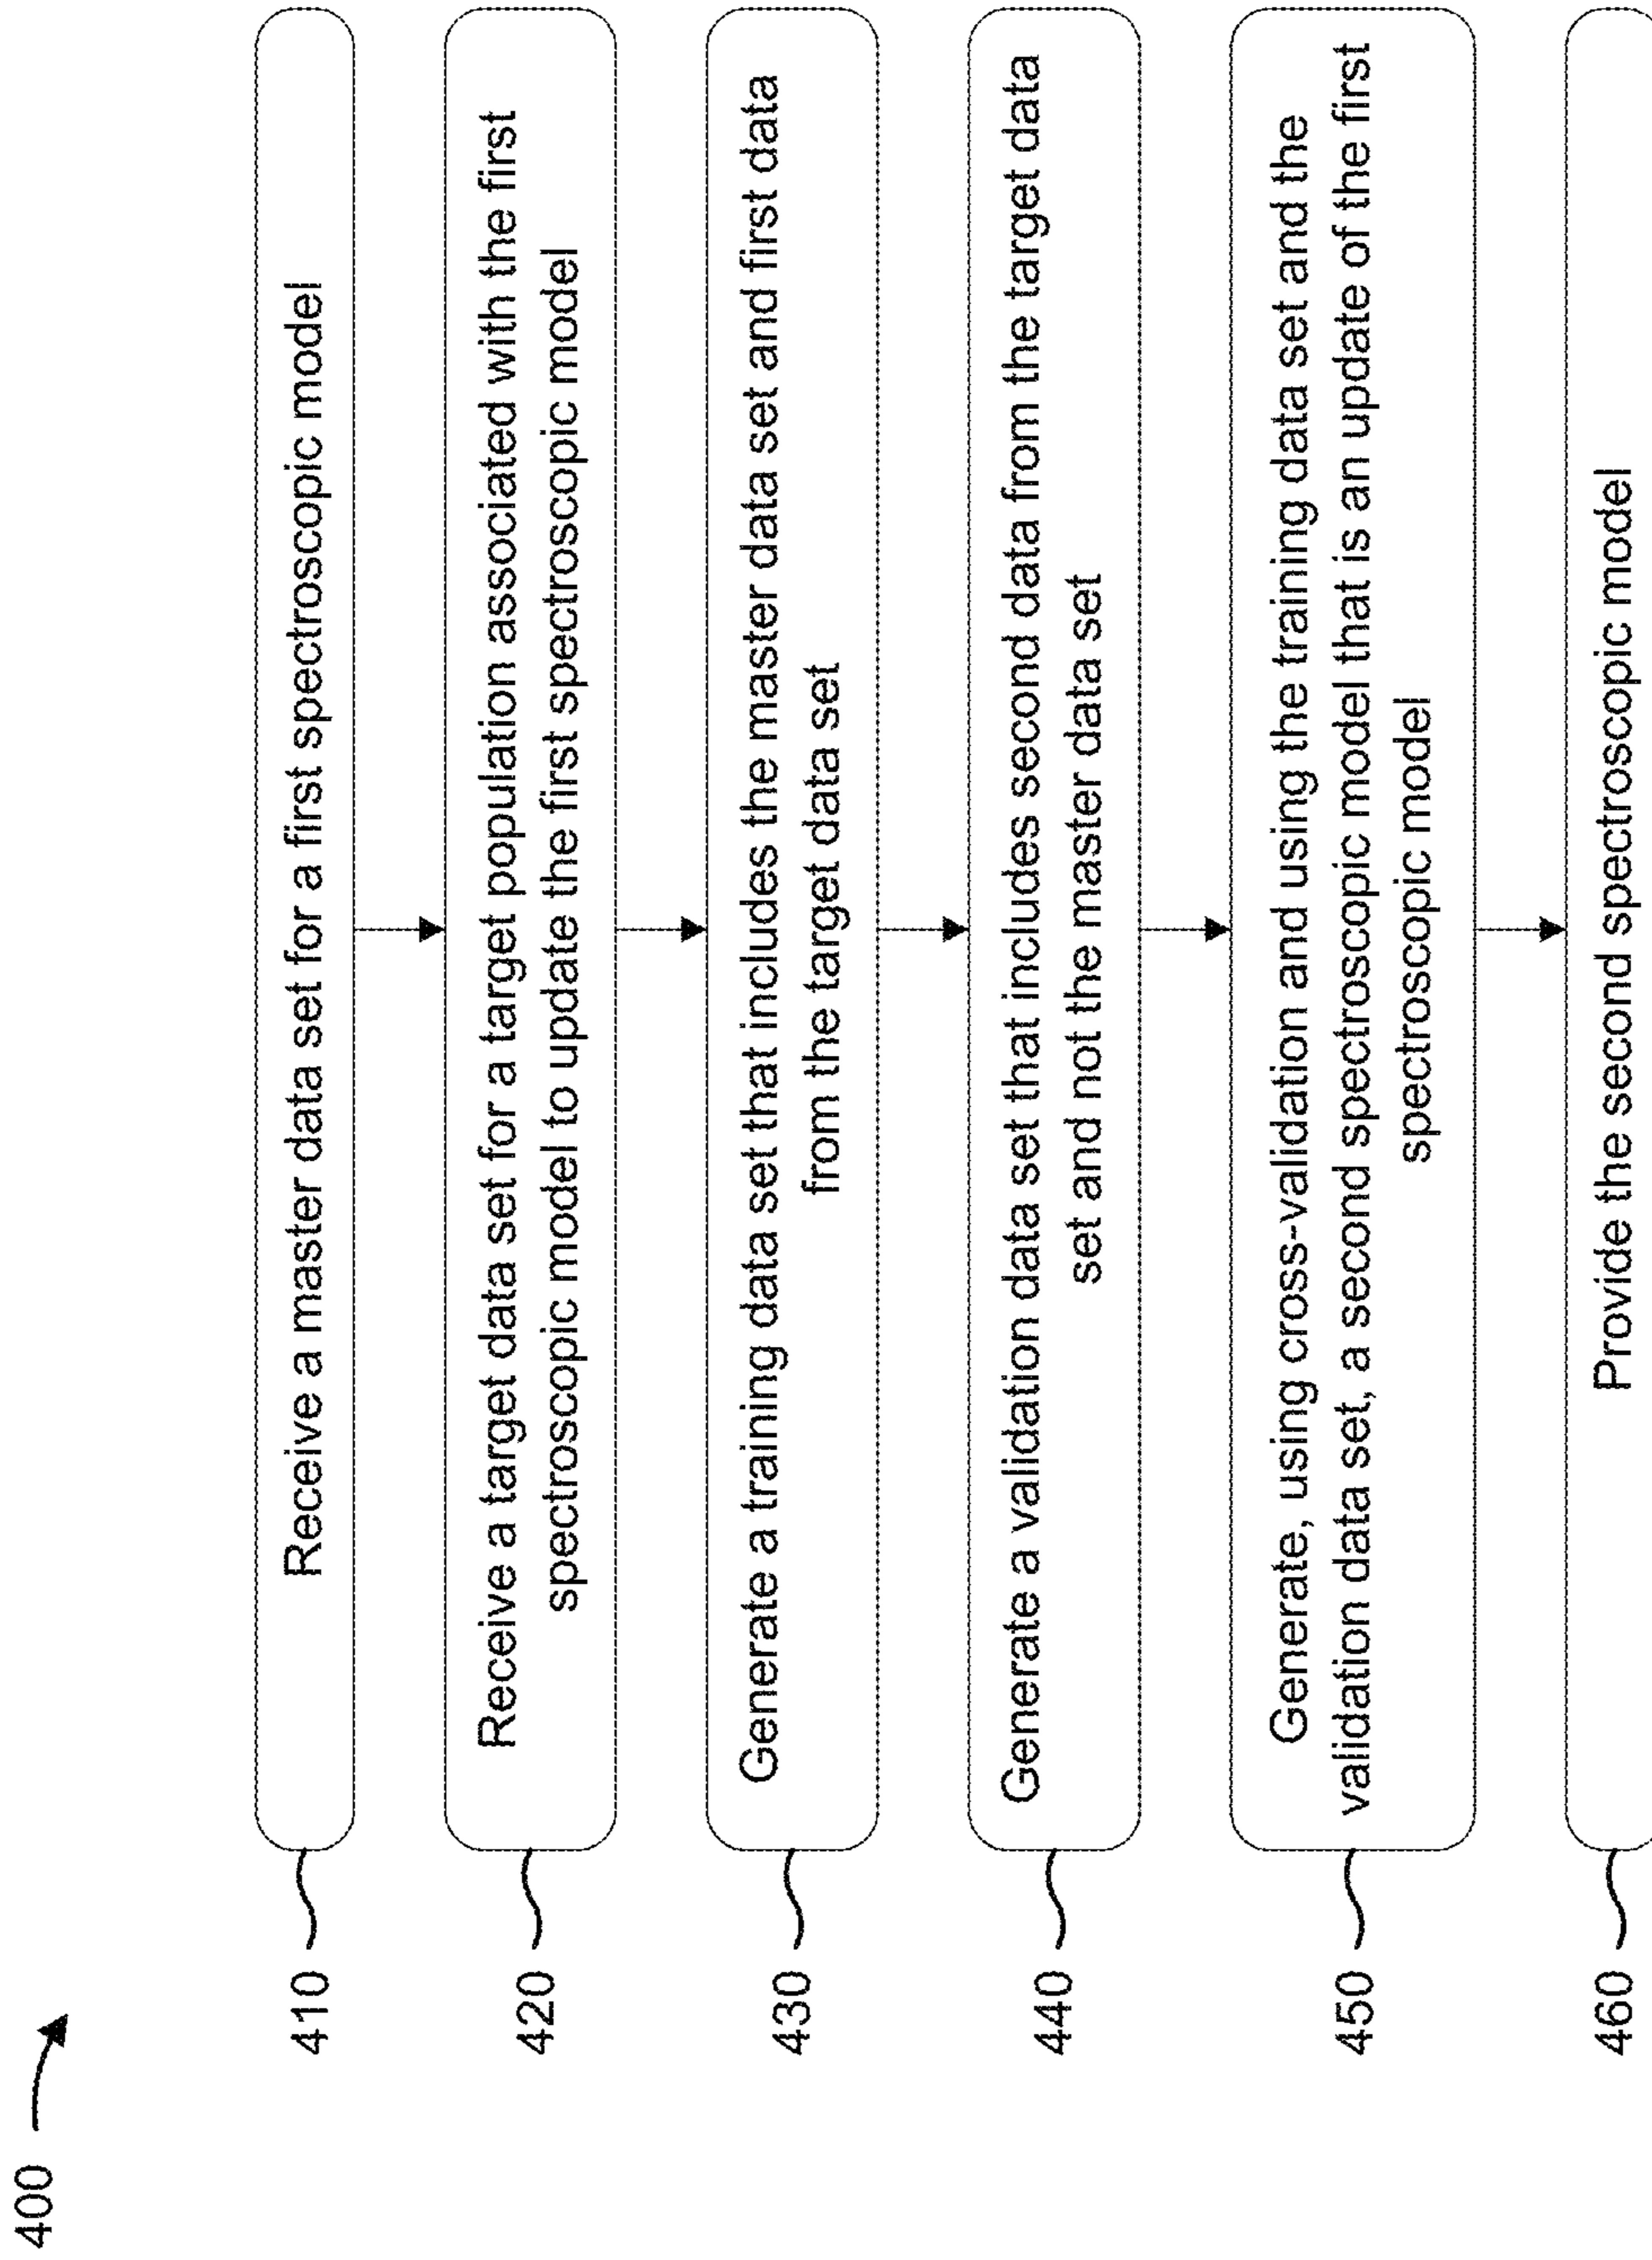 400
410
Receive a master data set for a first spectroscopic model
420
Receive a target data set for a target population associated with the first
spectroscopic model to update the first spectroscopic model
430
Generate a training data set that includes the master data set and first data
from the target data set
440
Generate a validation data set that includes second data from the target data
set and not the master data set
450
Generate, using cross-validation and using the training data set and the
validation data set, a second spectroscopic model that is an update of the first
spectroscopic model
460
Provide the second spectroscopic model